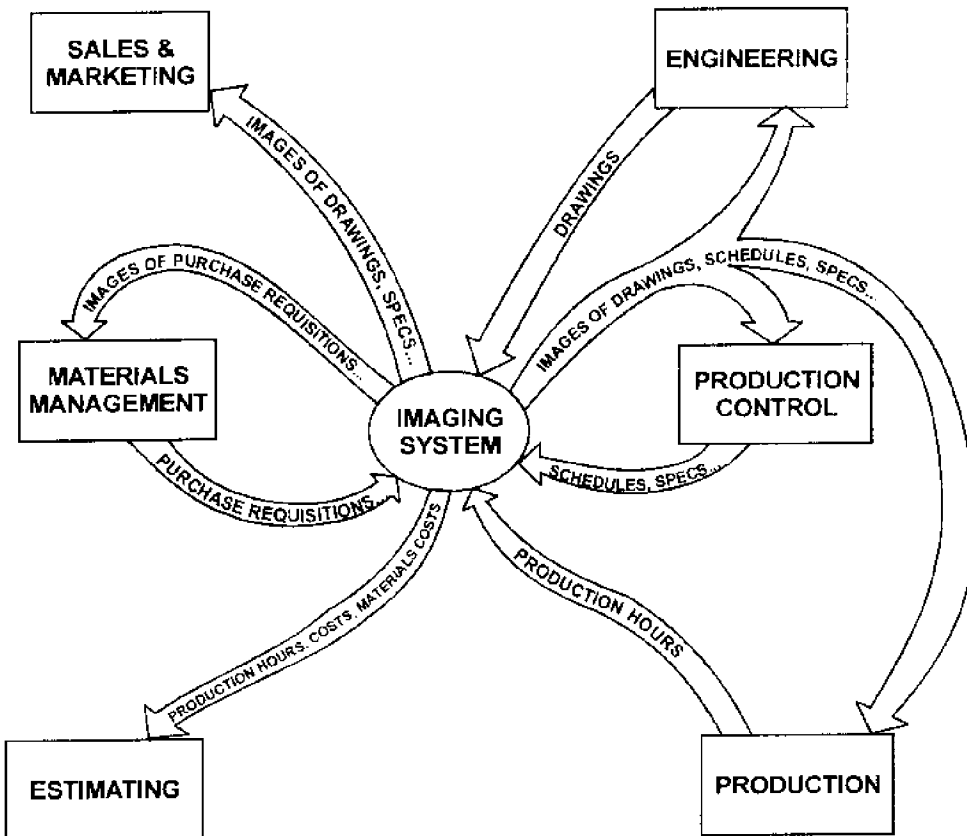 SALES &
MARKETING
ENGINEERING
IMAGES OF DRAWINGS, SPECS...
DRAWINGS
IMAGES OF PURCHASE REQUISITIONS...
IMAGES OF DRAWINGS, SCHEDULES, SPECS...
MATERIALS
MANAGEMENT
IMAGING
SYSTEM
PRODUCTION
CONTROL
PURCHASE REQUISITIONS...
SCHEDULES, SPECS...
PRODUCTION HOURS, COSTS, MATERIALS COSTS
PRODUCTION HOURS
ESTIMATING
PRODUCTION